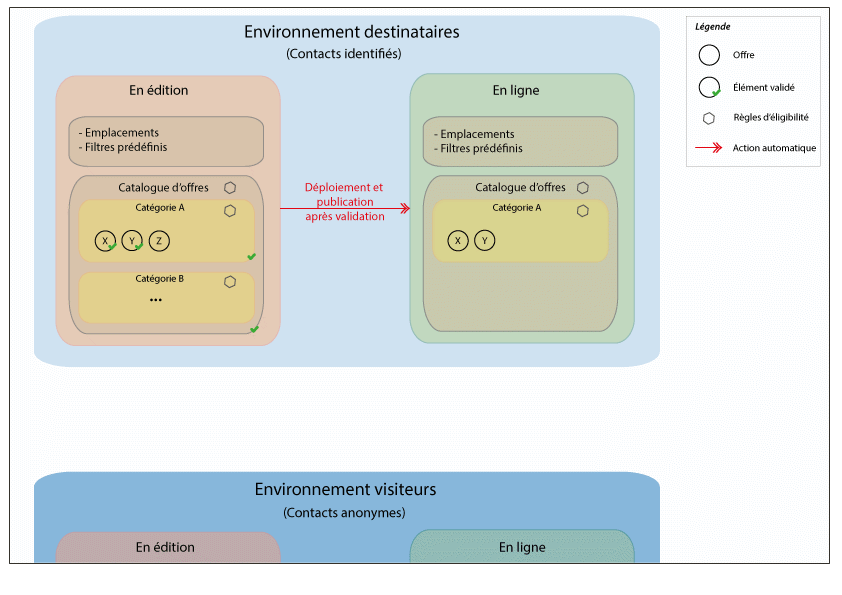 Environnement destinataires
(Contacts identifiés)
En édition
- Emplacements
- Filtres prédéfinis
Catalogue d'offres
Catégorie A
X
Y
Z
Catégorie B
...
Déploiement et
publication
après validation
En ligne
- Emplacements
- Filtres prédéfinis
Catalogue d'offres
Catégorie A
X
Y
Légende
Offre
Élément validé
Règles d'éligibilité
Action automatique
Environnement visiteurs
(Contacts anonymes)
En édition
En ligne